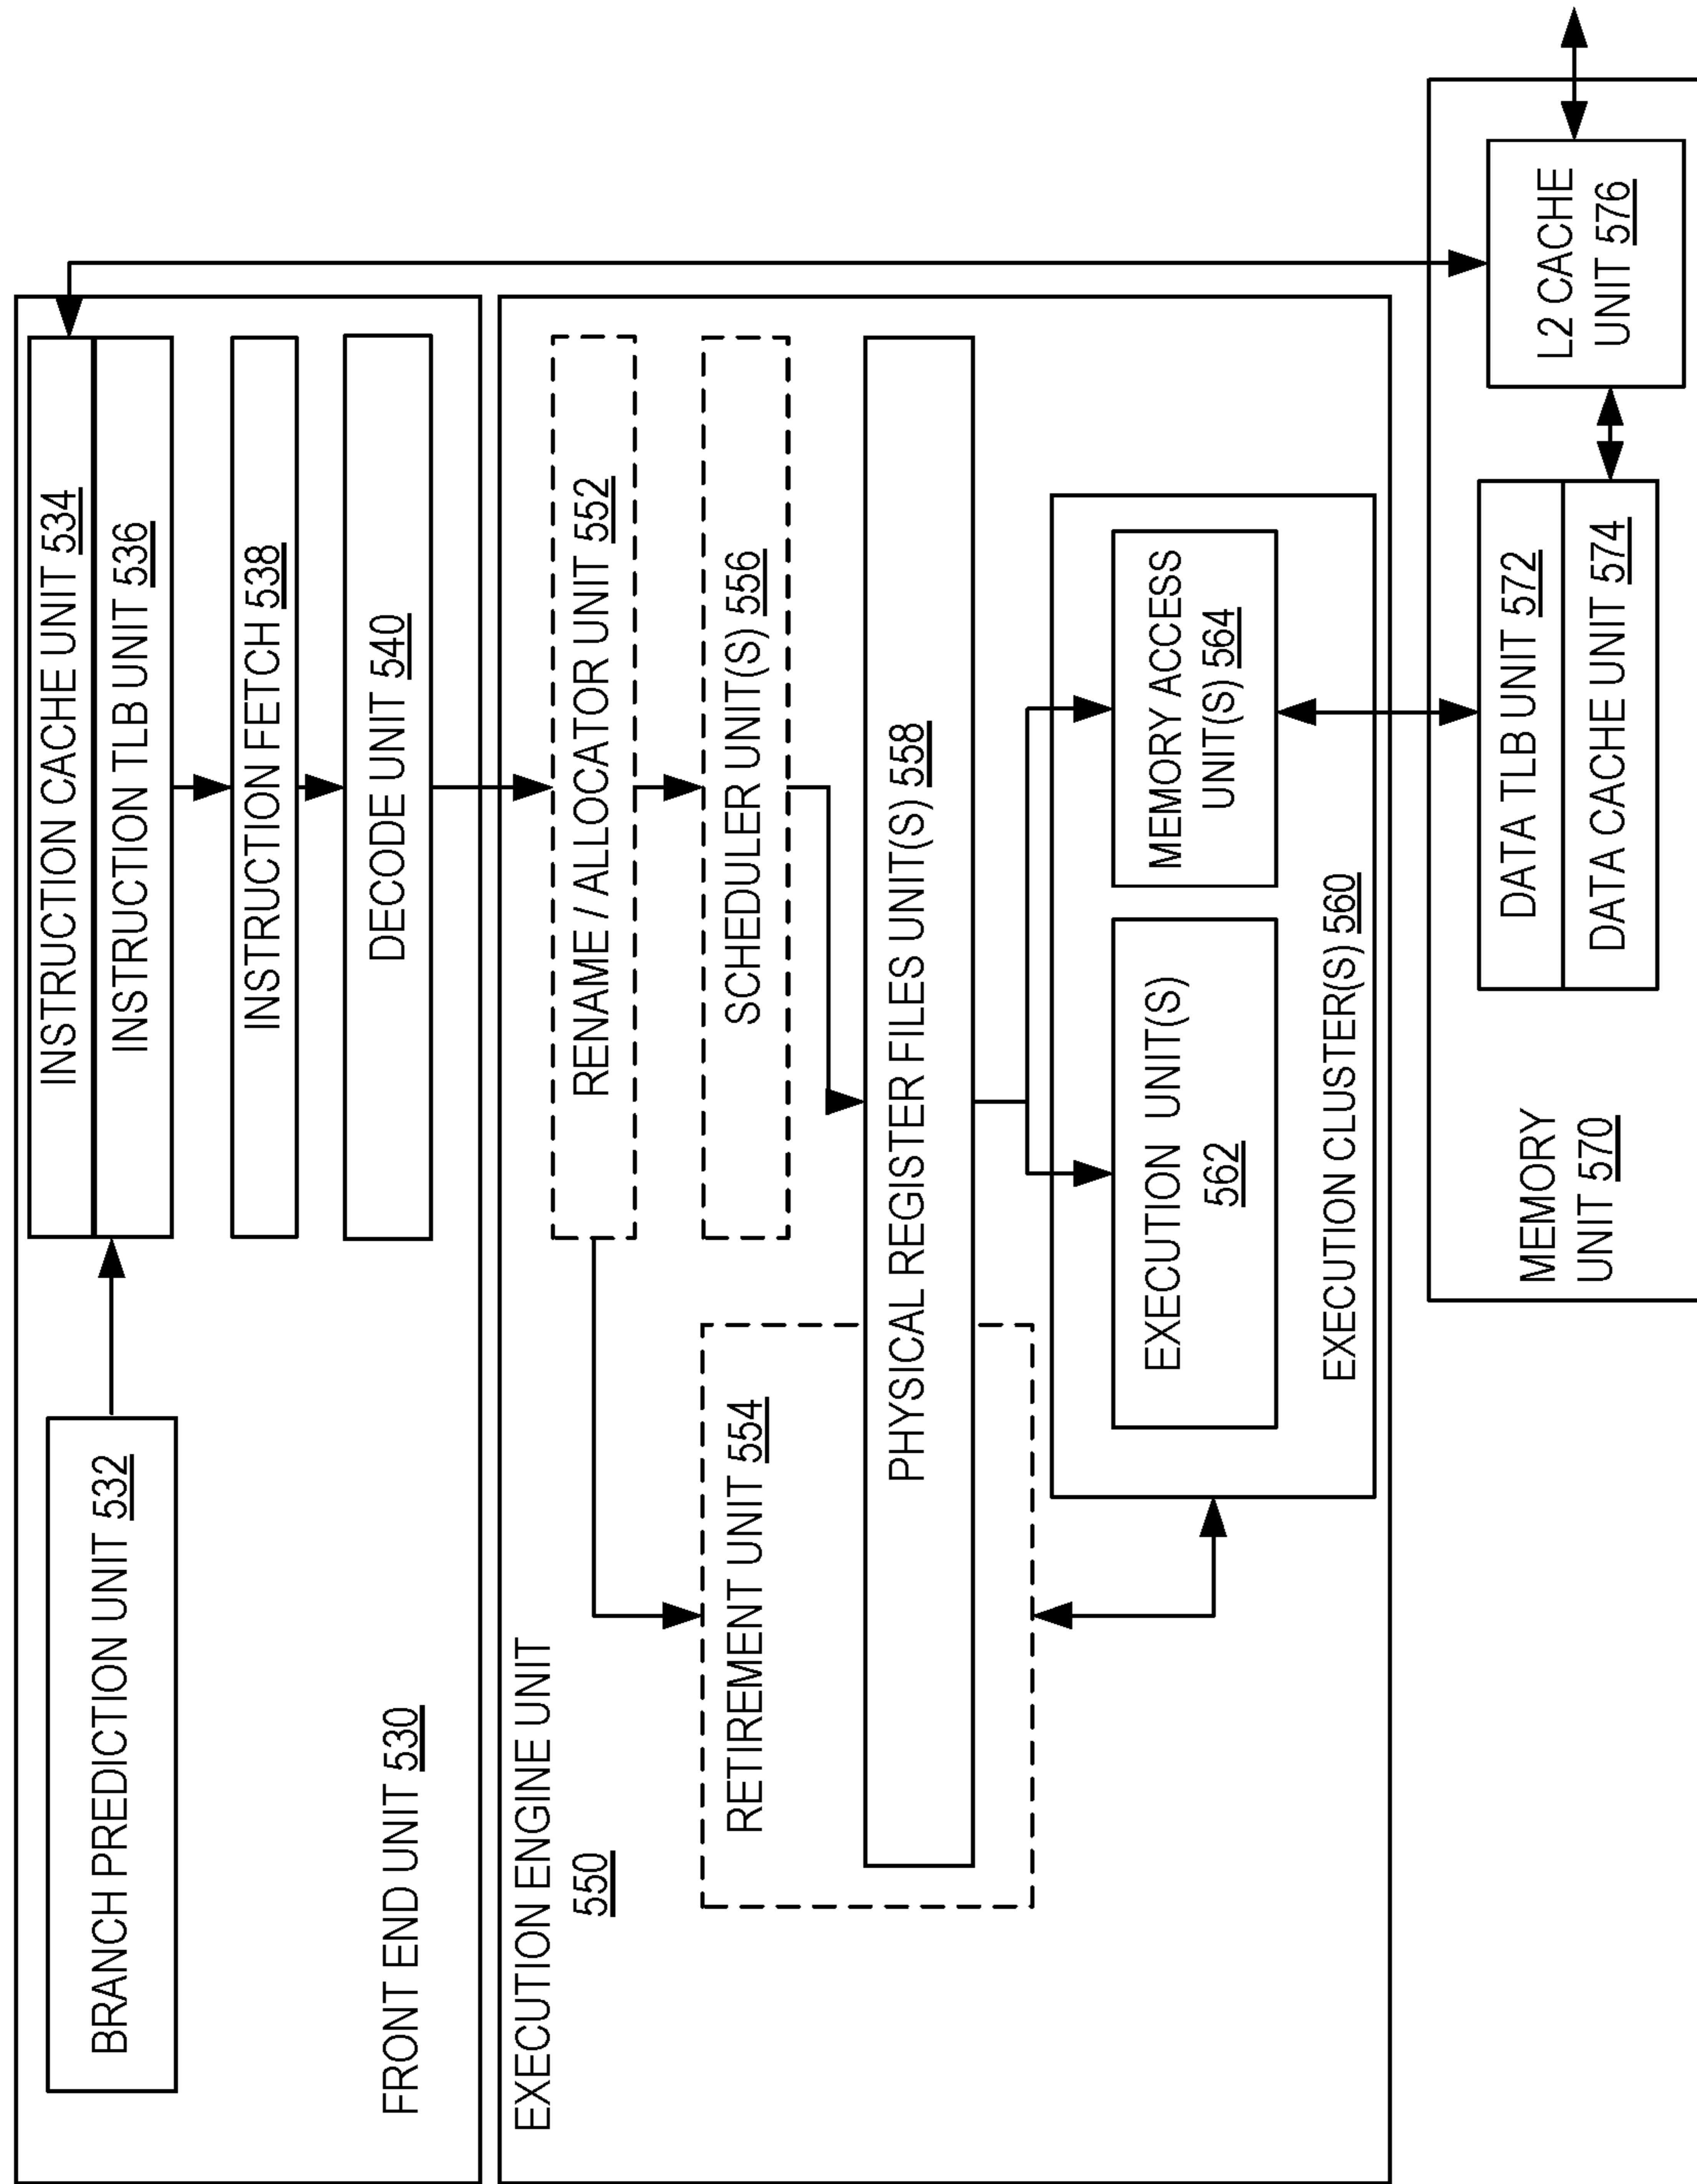 BRANCH PREDICTION UNIT 532
INSTRUCTION CACHE UNIT 534
INSTRUCTION TLB UNIT 536
INSTRUCTION FETCH 538
DECODE UNIT 540
FRONT END UNIT 530
EXECUTION ENGINE UNIT
550
RENAME / ALLOCATOR UNIT 552
RETIREMENT UNIT 554
SCHEDULER UNIT(S) 556
PHYSICAL REGISTER FILES UNIT(S) 558
EXECUTION UNIT(S)
562
MEMORY ACCESS
UNIT(S) 564
EXECUTION CLUSTER(S) 560
MEMORY
UNIT 570
DATA TLB UNIT 572
DATA CACHE UNIT 574
L2 CACHE
UNIT 576